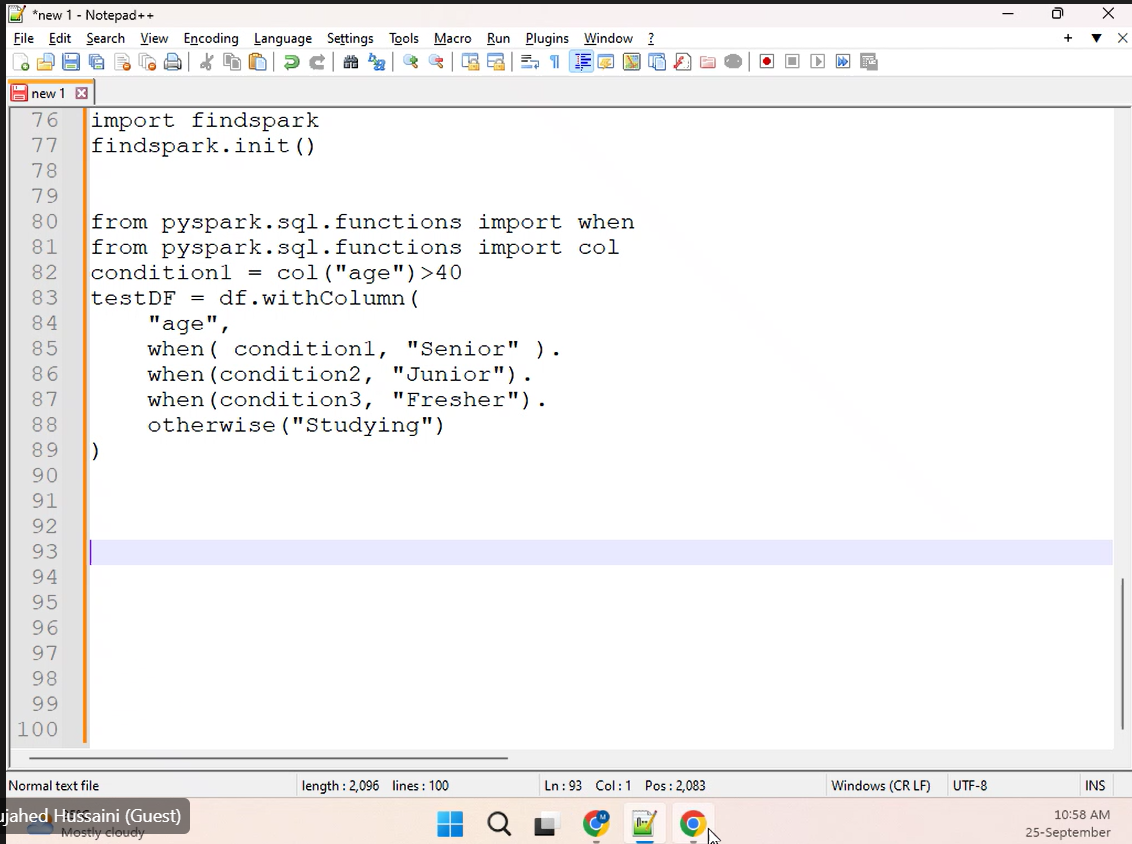 *new 1 - Notepad++
File Edit Search View Encoding Language Settings Tools Macro Run Plugins Window ?
new 1
76 import findspark
77 findspark.init()
78
79
80 from pyspark.sql.functions import when
81 from pyspark.sql.functions import col
82 condition1 = col("age")>40
83 testDF = df.withColumn(
84 "age",
85 when( condition1, "Senior" ).
86 when(condition2, "Junior").
87 when(condition3, "Fresher").
88 otherwise("Studying")
89 )
90
91
92
93
94
95
96
97
98
99
100
Normal text file length : 2,096 lines : 100 Ln : 93 Col : 1 Pos : 2,083 Windows (CR LF) UTF-8 INS
ujahed Hussaini (Guest)
Mostly cloudy
10:58 AM
25-September